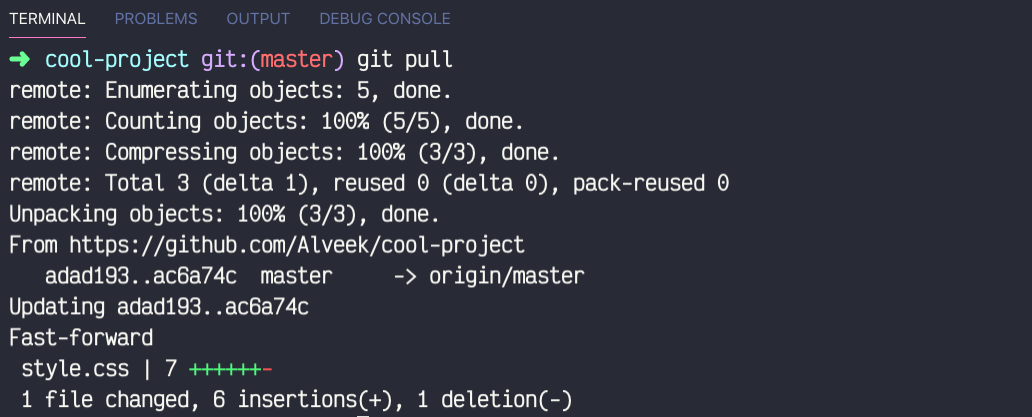 TERMINAL PROBLEMS OUTPUT DEBUG CONSOLE
➜ cool-project git:(master) git pull
remote: Enumerating objects: 5, done.
remote: Counting objects: 100% (5/5), done.
remote: Compressing objects: 100% (3/3), done.
remote: Total 3 (delta 1), reused 0 (delta 0), pack-reused 0
Unpacking objects: 100% (3/3), done.
From https://github.com/Alveek/cool-project
   adad193..ac6a74c  master     -> origin/master
Updating adad193..ac6a74c
Fast-forward
 style.css | 7 ++++++-
 1 file changed, 6 insertions(+), 1 deletion(-)